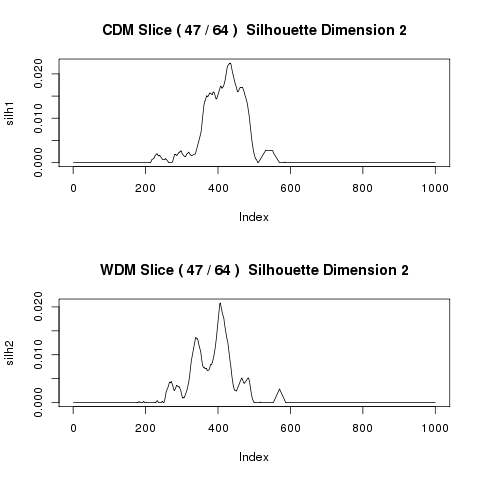 CDM Slice ( 47 / 64 )  Silhouette Dimension 2
silh1
0.020
0.010
0.000
0 200 400 600 800 1000
Index
WDM Slice ( 47 / 64 )  Silhouette Dimension 2
silh2
0.020
0.010
0.000
0 200 400 600 800 1000
Index